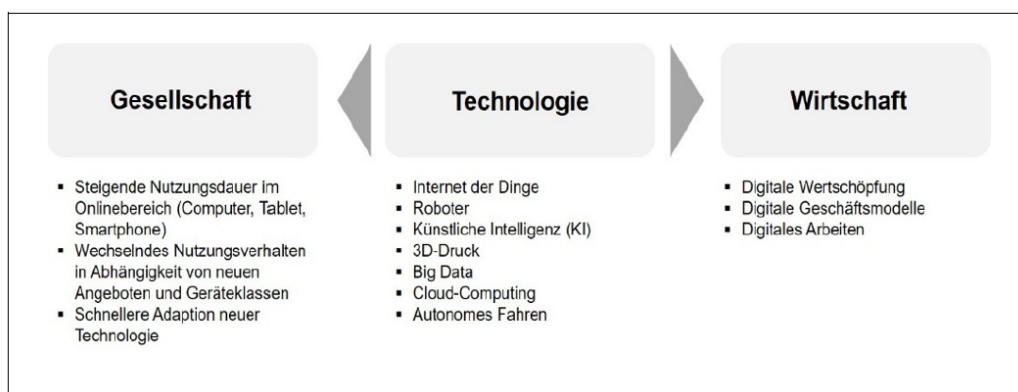 Gesellschaft
Technologie
Wirtschaft
▪ Steigende Nutzungsdauer im
Onlinebereich (Computer, Tablet,
Smartphone)
▪ Wechselndes Nutzungsverhalten
in Abhängigkeit von neuen
Angeboten und Geräteklassen
▪ Schnellere Adaption neuer
Technologie
▪ Internet der Dinge
▪ Roboter
▪ Künstliche Intelligenz (KI)
▪ 3D-Druck
▪ Big Data
▪ Cloud-Computing
▪ Autonomes Fahren
▪ Digitale Wertschöpfung
▪ Digitale Geschäftsmodelle
▪ Digitales Arbeiten